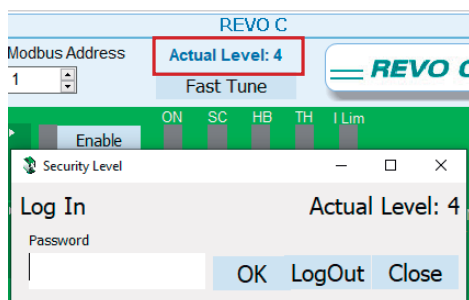 REVO C
Modbus Address
Actual Level: 4
1
Fast Tune
REVO C
ON SC HB TH I Lim
Enable
Security Level
Log In
Actual Level: 4
Password
OK LogOut Close